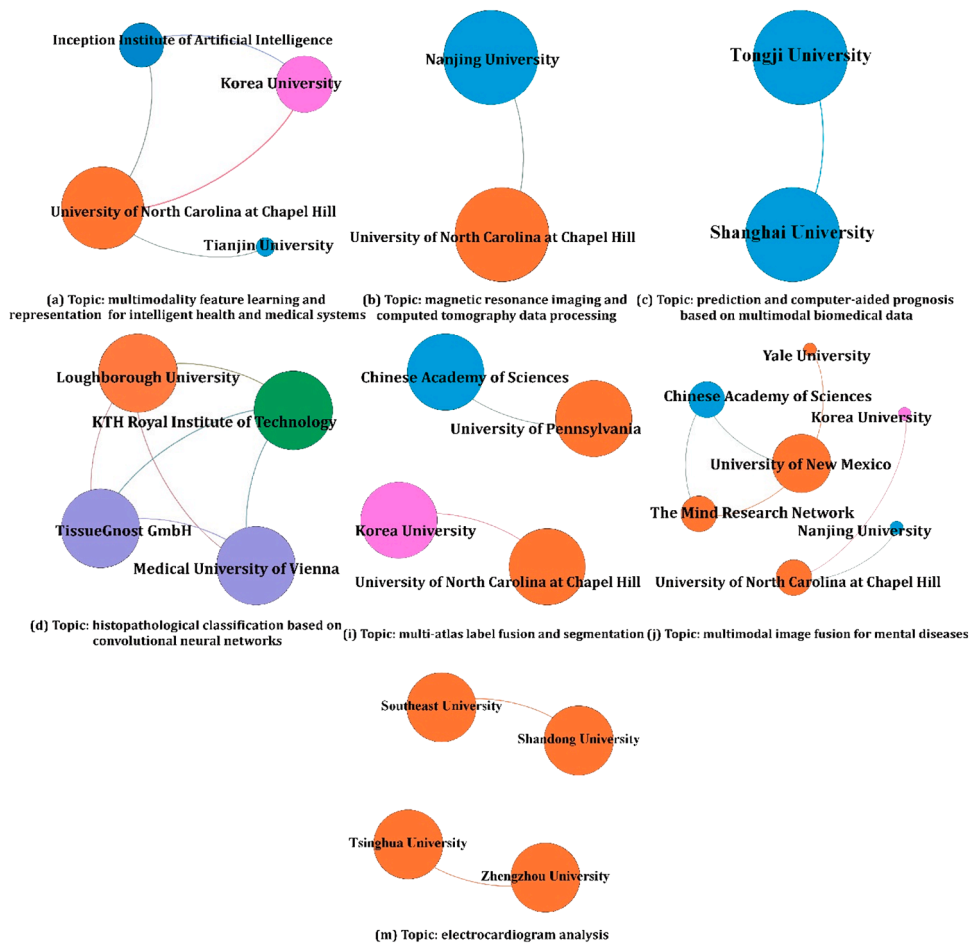 Inception Institute of Artificial Intelligence
Korea University
University of North Carolina at Chapel Hill
Tianjin University
(a) Topic: multimodality feature learning and
representation for intelligent health and medical systems
Nanjing University
University of North Carolina at Chapel Hill
(b) Topic: magnetic resonance imaging and
computed tomography data processing
Tongji University
Shanghai University
(c) Topic: prediction and computer-aided prognosis
based on multimodal biomedical data
Loughborough University
KTH Royal Institute of Technology
TissueGnost GmbH
Medical University of Vienna
(d) Topic: histopathological classification based on
convolutional neural networks
Chinese Academy of Sciences
University of Pennsylvania
Korea University
University of North Carolina at Chapel Hill
(i) Topic: multi-atlas label fusion and segmentation
Yale University
Chinese Academy of Sciences
Korea University
University of New Mexico
The Mind Research Network
Nanjing University
University of North Carolina at Chapel Hill
(j) Topic: multimodal image fusion for mental diseases
Southeast University
Shandong University
Tsinghua University
Zhengzhou University
(m) Topic: electrocardiogram analysis